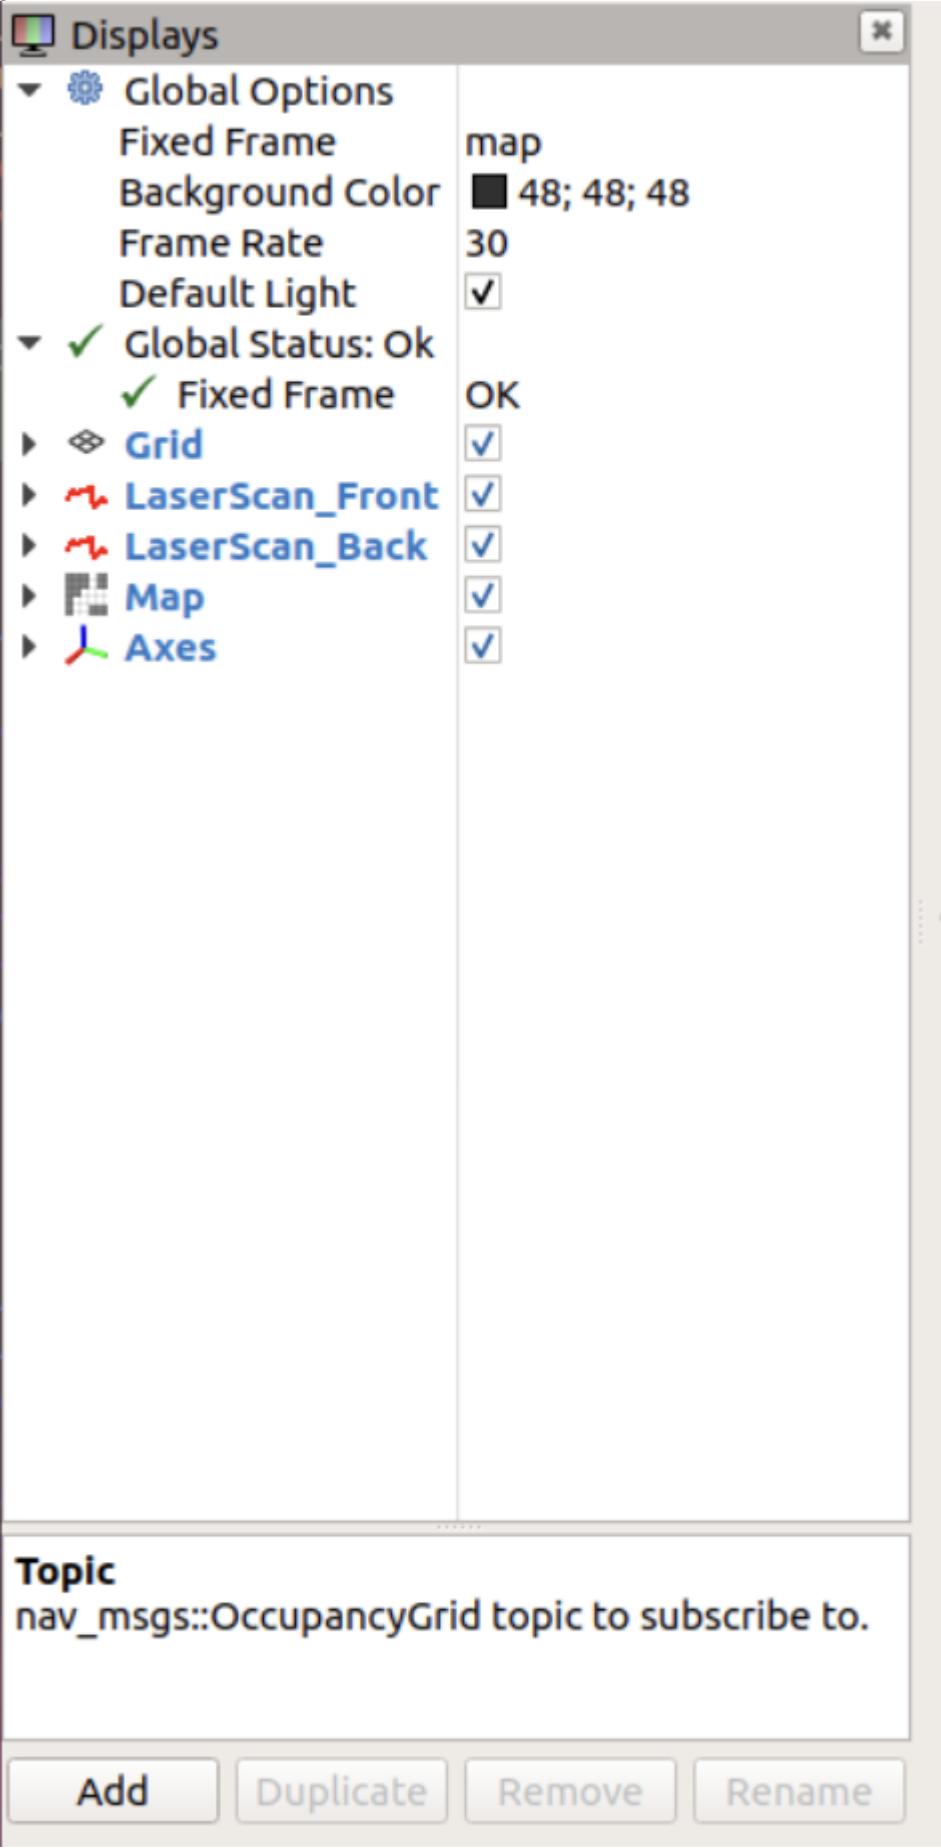 Displays
Global Options
Fixed Frame map
Background Color 48; 48; 48
Frame Rate 30
Default Light
Global Status: Ok
Fixed Frame OK
Grid
LaserScan_Front
LaserScan_Back
Map
Axes
Topic
nav_msgs::OccupancyGrid topic to subscribe to.
Add Duplicate Remove Rename